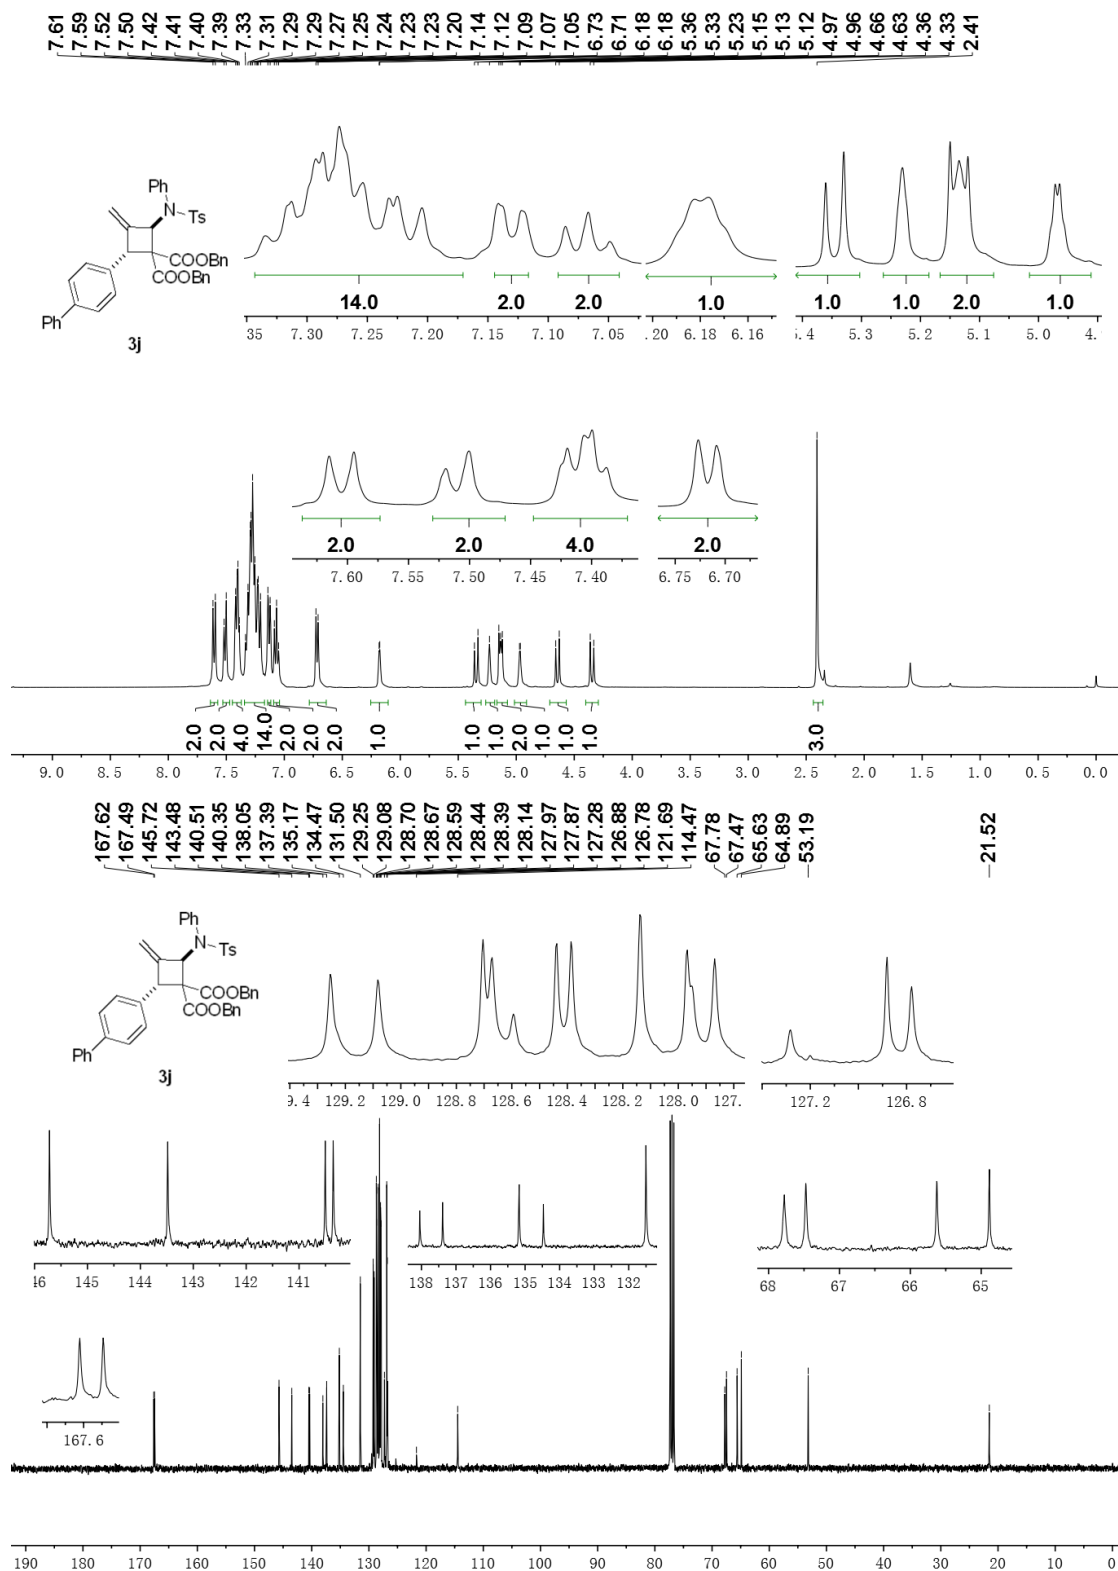 7.61 7.59 7.52 7.50 7.42 7.41 7.40 7.39 7.33 7.31 7.29 7.29 7.27 7.25 7.24 7.23 7.23 7.20 7.14 7.12 7.09 7.07 7.05 6.73 6.71 6.18 6.18 5.36 5.33 5.23 5.15 5.13 5.12 4.97 4.96 4.66 4.63 4.36 4.33 2.41
Ph
N
Ts
COOBn
COOBn
Ph
3j
14.0 2.0 2.0 1.0 1.0 1.0 2.0 1.0
35 7.30 7.25 7.20 7.15 7.10 7.05 .20 6.18 6.16 5.4 5.3 5.2 5.1 5.0 4.
2.0 2.0 4.0 2.0
7.60 7.55 7.50 7.45 7.40 6.75 6.70
2.0 2.0 4.0 14.0 2.0 2.0 2.0 1.0 1.0 1.0 2.0 1.0 1.0 1.0 3.0
9.0 8.5 8.0 7.5 7.0 6.5 6.0 5.5 5.0 4.5 4.0 3.5 3.0 2.5 2.0 1.5 1.0 0.5 0.0
167.62 167.49 145.72 143.48 140.51 140.35 138.05 137.39 135.17 134.47 131.50 129.25 129.08 128.70 128.67 128.59 128.44 128.39 128.14 127.97 127.87 127.28 126.88 126.78 121.69 114.47 67.78 67.47 65.63 64.89 53.19 21.52
Ph
N
Ts
COOBn
COOBn
Ph
3j
9.4 129.2 129.0 128.8 128.6 128.4 128.2 128.0 127. 127.2 126.8
46 145 144 143 142 141 138 137 136 135 134 133 132 68 67 66 65
167.6
190 180 170 160 150 140 130 120 110 100 90 80 70 60 50 40 30 20 10 0